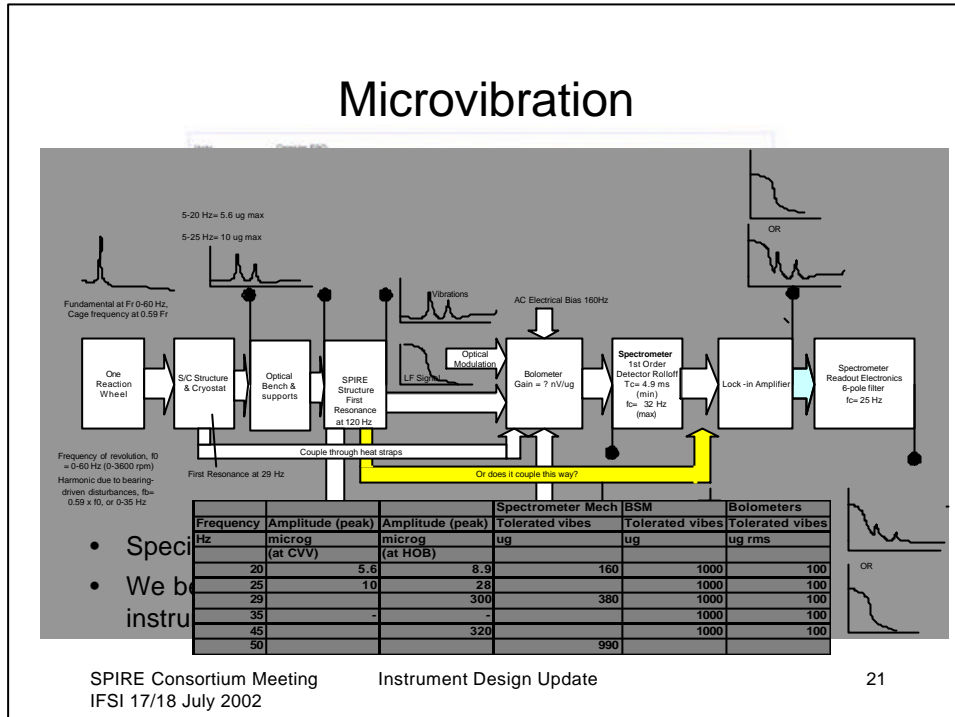 Microvibration
5-20 Hz= 5.6 ug max
5-25 Hz= 10 ug max
OR
Fundamental at Fr 0-60 Hz,
Cage frequency at 0.59 Fr
Vibrations
AC Electrical Bias 160Hz
LF Signal
Optical
Modulation
One
Reaction
Wheel
S/C Structure
& Cryostat
Optical
Bench &
supports
SPIRE
Structure
First
Resonance
at 120 Hz
Bolometer
Gain = ? nV/ug
Spectrometer
1st Order
Detector Rolloff
Tc= 4.9 ms
(min)
fc= 32 Hz
(max)
Lock -in Amplifier
Spectrometer
Readout Electronics
6-pole filter
fc= 25 Hz
Couple through heat straps
Frequency of revolution, f0
= 0-60 Hz (0-3600 rpm)
Harmonic due to bearing-
driven disturbances, fb=
0.59 x f0, or 0-35 Hz
First Resonance at 29 Hz
Or does it couple this way?
Spectrometer Mech BSM Bolometers
Frequency Amplitude (peak) Amplitude (peak) Tolerated vibes Tolerated vibes Tolerated vibes
Hz microg microg ug ug ug rms
(at CVV) (at HOB)
20 5.6 8.9 160 1000 100
25 10 28 1000 100
29 300 380 1000 100
35 - - 1000 100
45 320 1000 100
50 990
OR
• Speci
• We be
instru
SPIRE Consortium Meeting Instrument Design Update 21
IFSI 17/18 July 2002